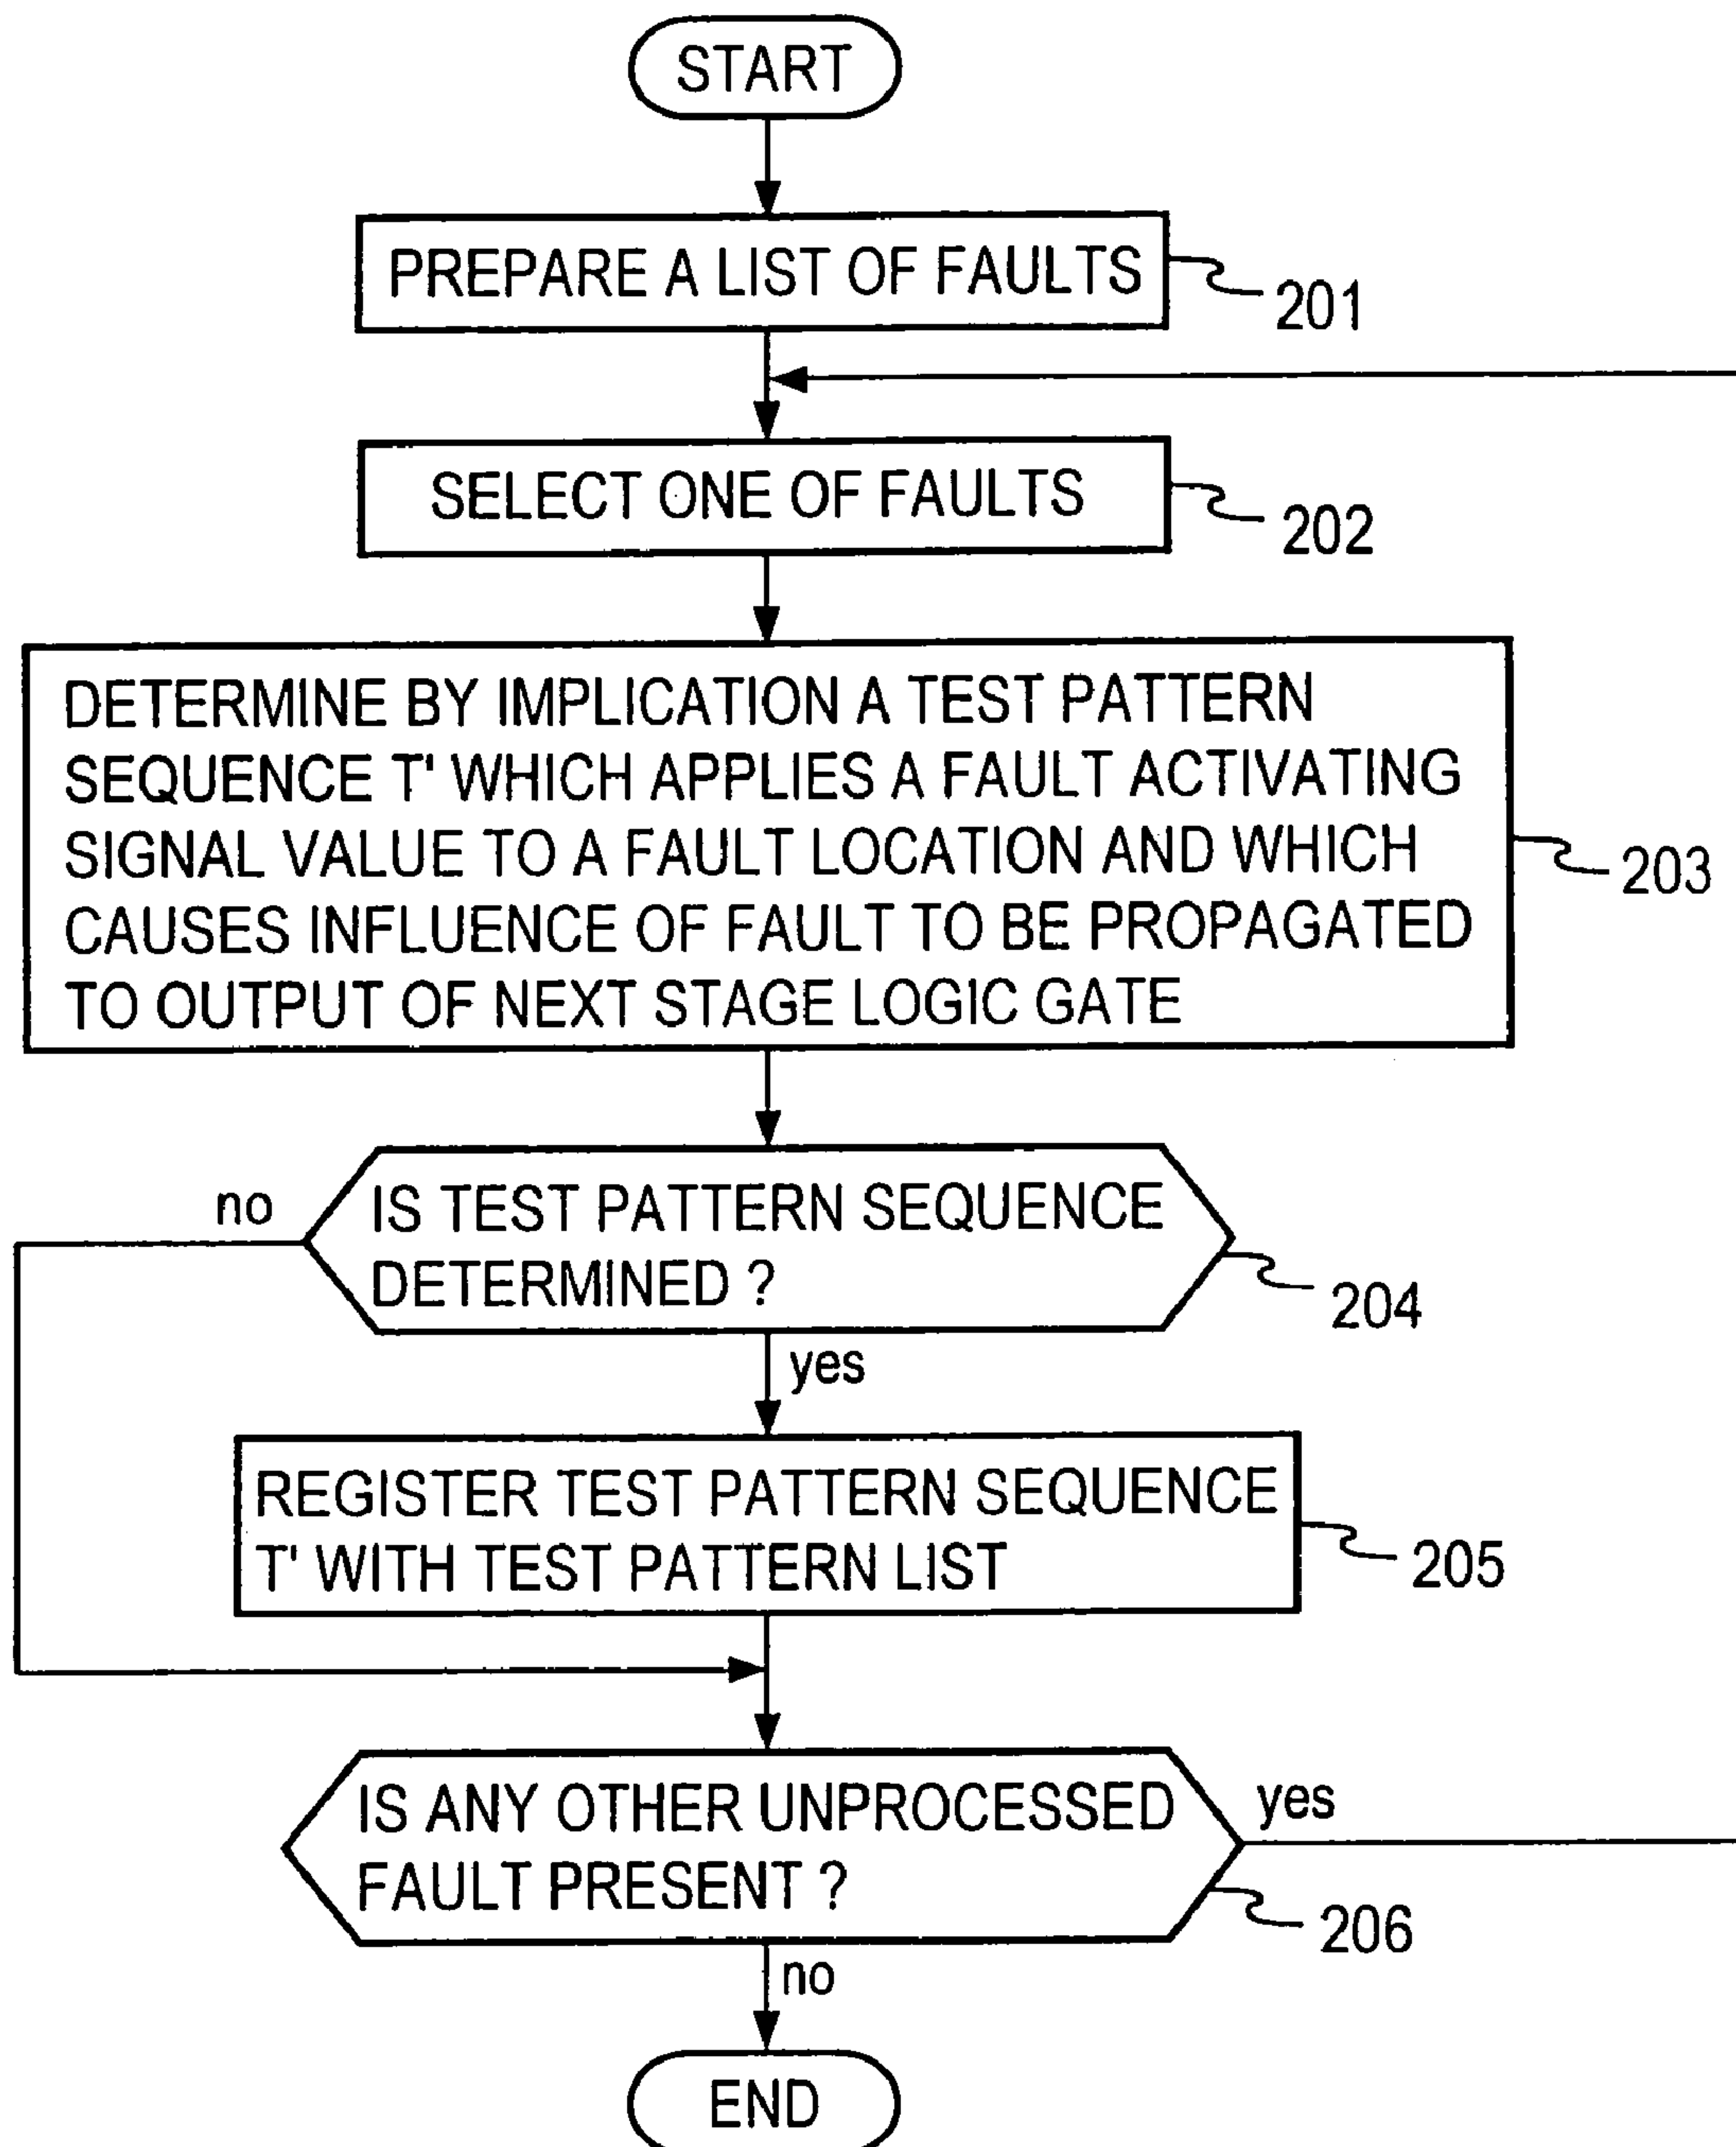 START
PREPARE A LIST OF FAULTS
201
SELECT ONE OF FAULTS
202
DETERMINE BY IMPLICATION A TEST PATTERN
SEQUENCE T' WHICH APPLIES A FAULT ACTIVATING
SIGNAL VALUE TO A FAULT LOCATION AND WHICH
CAUSES INFLUENCE OF FAULT TO BE PROPAGATED
TO OUTPUT OF NEXT STAGE LOGIC GATE
203
no
IS TEST PATTERN SEQUENCE
DETERMINED ?
204
yes
REGISTER TEST PATTERN SEQUENCE
T' WITH TEST PATTERN LIST
205
IS ANY OTHER UNPROCESSED
FAULT PRESENT ?
yes
206
no
END